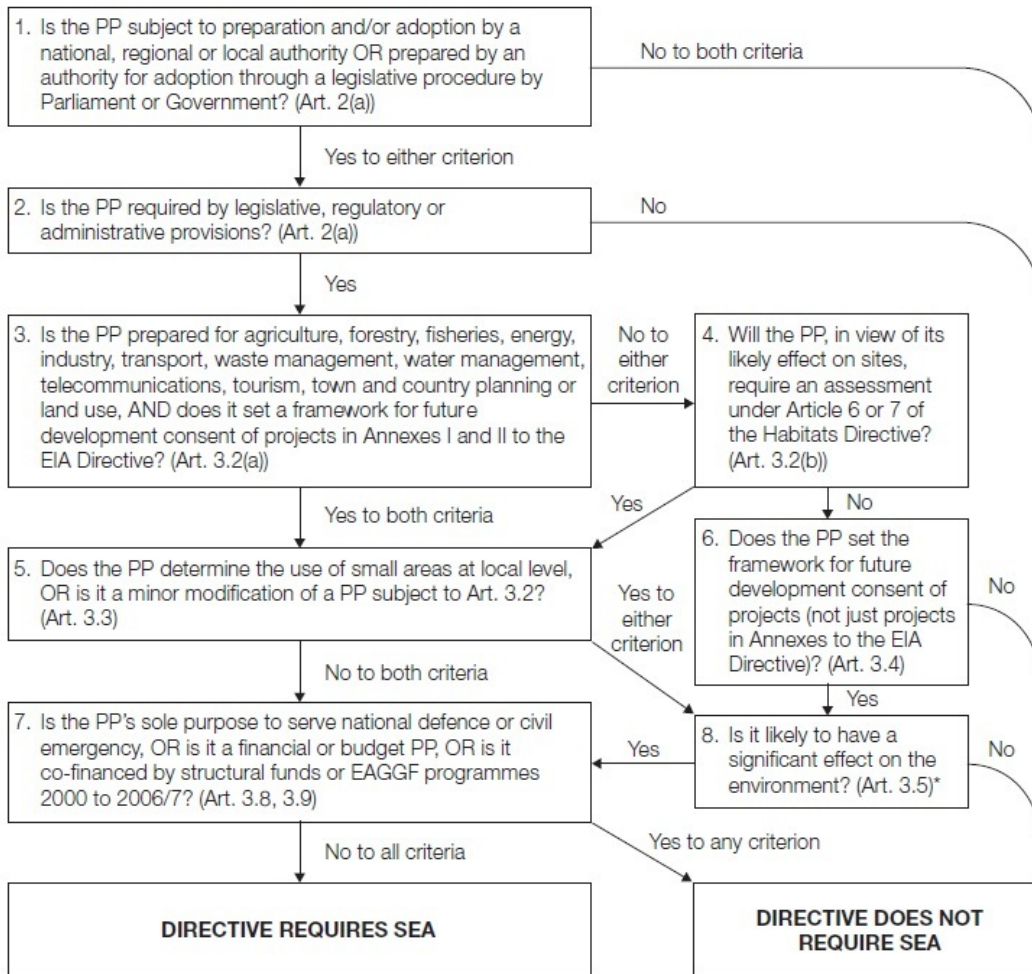 1. Is the PP subject to preparation and/or adoption by a
national, regional or local authority OR prepared by an
authority for adoption through a legislative procedure by
Parliament or Government? (Art. 2(a))
No to both criteria
Yes to either criterion
2. Is the PP required by legislative, regulatory or
administrative provisions? (Art. 2(a))
No
Yes
3. Is the PP prepared for agriculture, forestry, fisheries, energy,
industry, transport, waste management, water management,
telecommunications, tourism, town and country planning or
land use, AND does it set a framework for future
development consent of projects in Annexes I and II to the
EIA Directive? (Art. 3.2(a))
No to
either
criterion
4. Will the PP, in view of its
likely effect on sites,
require an assessment
under Article 6 or 7 of
the Habitats Directive?
(Art. 3.2(b))
Yes to both criteria
Yes
No
5. Does the PP determine the use of small areas at local level,
OR is it a minor modification of a PP subject to Art. 3.2?
(Art. 3.3)
Yes to
either
criterion
6. Does the PP set the
framework for future
development consent of
projects (not just projects
in Annexes to the EIA
Directive)? (Art. 3.4)
No
No to both criteria
Yes
7. Is the PP's sole purpose to serve national defence or civil
emergency, OR is it a financial or budget PP, OR is it
co-financed by structural funds or EAGGF programmes
2000 to 2006/7? (Art. 3.8, 3.9)
Yes
8. Is it likely to have a
significant effect on the
environment? (Art. 3.5)*
No
No to all criteria
Yes to any criterion
DIRECTIVE REQUIRES SEA
DIRECTIVE DOES NOT
REQUIRE SEA